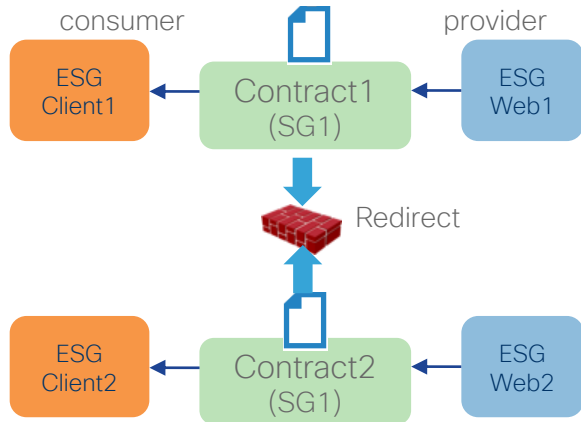 consumer
provider
ESG
Client1
Contract1
(SG1)
ESG
Web1
Redirect
ESG
Client2
Contract2
(SG1)
ESG
Web2